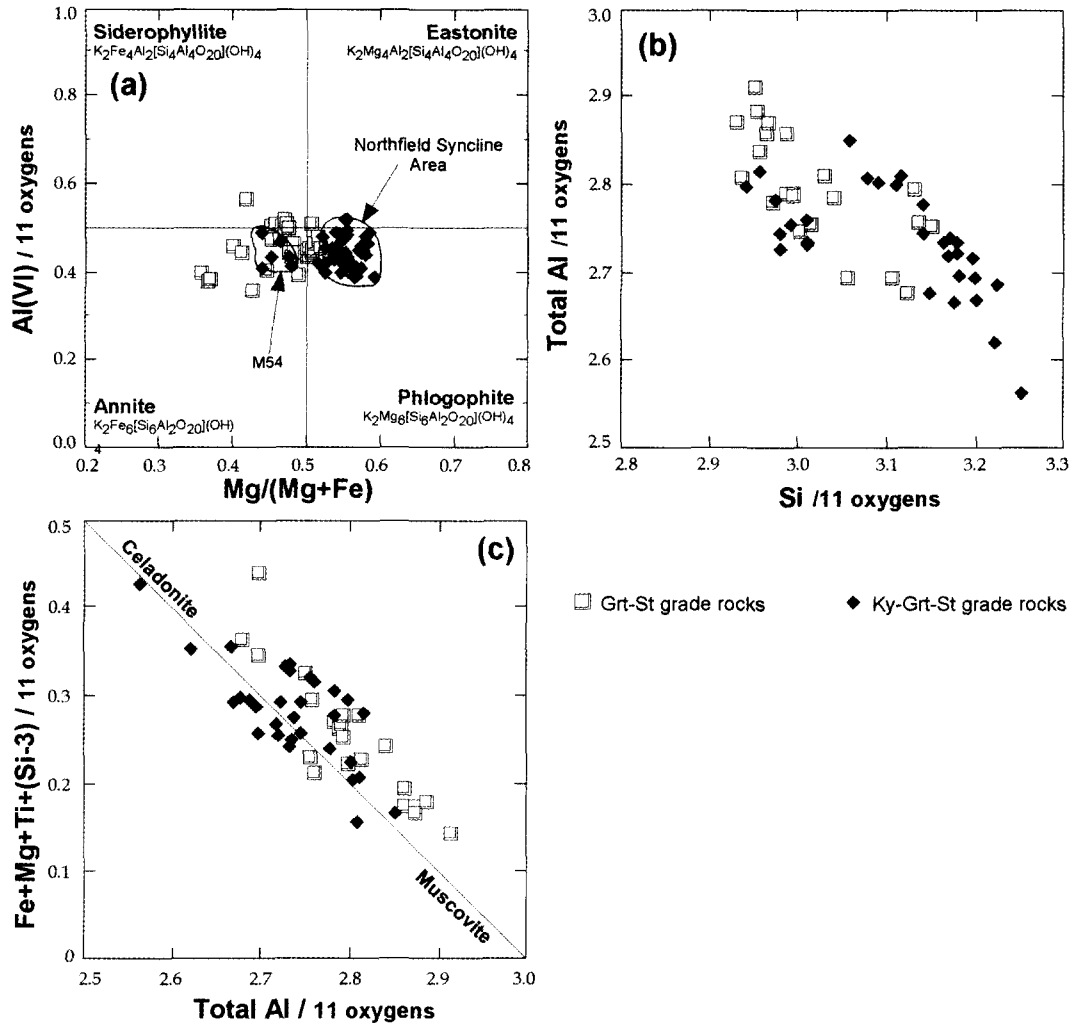 1.0
Siderophyllite
K2Fe4Al2[Si4Al4O20](OH)4
Eastonite
K2Mg4Al2[Si4Al4O20](OH)4
(a)
0.8
Northfield Syncline
Area
0.6
0.4
M54
0.2
Annite
K2Fe6[Si6Al2O20](OH)
4
Phlogophite
K2Mg6[Si6Al2O20](OH)4
0.0
0.2 0.3 0.4 0.5 0.6 0.7 0.8
Al(VI) / 11 oxygens
Mg/(Mg+Fe)
3.0
(b)
2.9
2.8
2.7
2.6
2.5
2.8 2.9 3.0 3.1 3.2 3.3
Total Al /11 oxygens
Si /11 oxygens
0.5
(c)
Celadonite
0.4
0.3
0.2
0.1
Muscovite
0
2.5 2.6 2.7 2.8 2.9 3.0
Fe+Mg+Ti+(Si-3) / 11 oxygens
Total Al / 11 oxygens
Grt-St grade rocks
Ky-Grt-St grade rocks